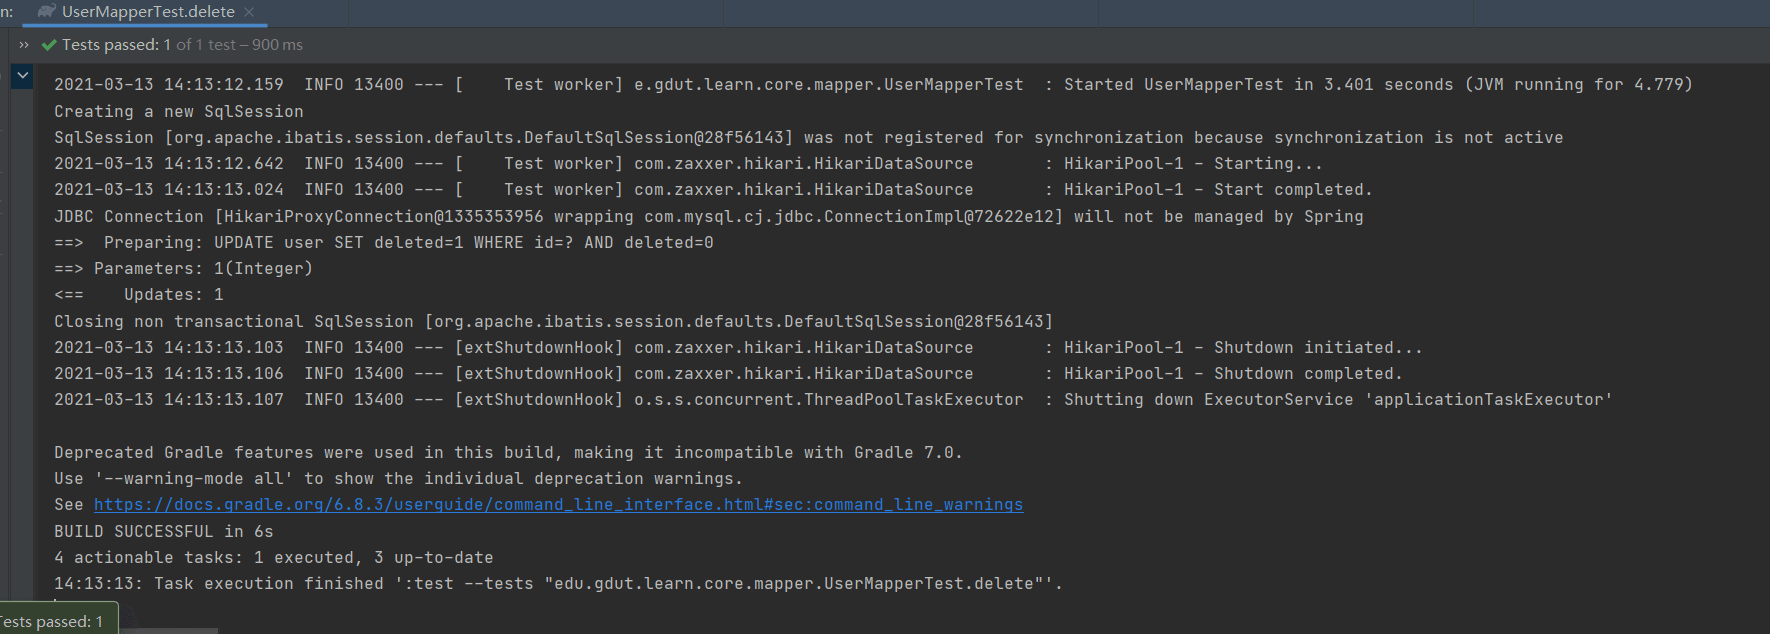 n: UserMapperTest.delete ×
» Tests passed: 1 of 1 test – 900 ms
2021-03-13 14:13:12.159  INFO 13400 --- [    Test worker] e.gdut.learn.core.mapper.UserMapperTest  : Started UserMapperTest in 3.401 seconds (JVM running for 4.779)
Creating a new SqlSession
SqlSession [org.apache.ibatis.session.defaults.DefaultSqlSession@28f56143] was not registered for synchronization because synchronization is not active
2021-03-13 14:13:12.642  INFO 13400 --- [    Test worker] com.zaxxer.hikari.HikariDataSource       : HikariPool-1 - Starting...
2021-03-13 14:13:13.024  INFO 13400 --- [    Test worker] com.zaxxer.hikari.HikariDataSource       : HikariPool-1 - Start completed.
JDBC Connection [HikariProxyConnection@1335353956 wrapping com.mysql.cj.jdbc.ConnectionImpl@72622e12] will not be managed by Spring
==>  Preparing: UPDATE user SET deleted=1 WHERE id=? AND deleted=0
==> Parameters: 1(Integer)
<==    Updates: 1
Closing non transactional SqlSession [org.apache.ibatis.session.defaults.DefaultSqlSession@28f56143]
2021-03-13 14:13:13.103  INFO 13400 --- [extShutdownHook] com.zaxxer.hikari.HikariDataSource       : HikariPool-1 - Shutdown initiated...
2021-03-13 14:13:13.106  INFO 13400 --- [extShutdownHook] com.zaxxer.hikari.HikariDataSource       : HikariPool-1 - Shutdown completed.
2021-03-13 14:13:13.107  INFO 13400 --- [extShutdownHook] o.s.s.concurrent.ThreadPoolTaskExecutor  : Shutting down ExecutorService 'applicationTaskExecutor'
Deprecated Gradle features were used in this build, making it incompatible with Gradle 7.0.
Use '--warning-mode all' to show the individual deprecation warnings.
See https://docs.gradle.org/6.8.3/userguide/command_line_interface.html#sec:command_line_warnings
BUILD SUCCESSFUL in 6s
4 actionable tasks: 1 executed, 3 up-to-date
14:13:13: Task execution finished ':test --tests "edu.gdut.learn.core.mapper.UserMapperTest.delete"'.
Tests passed: 1